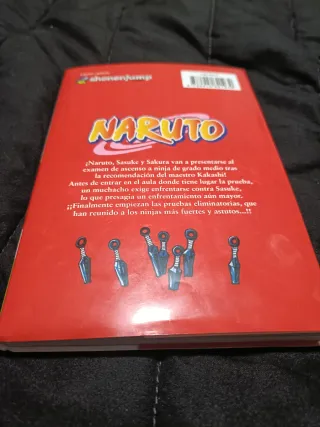 shonenjump
NARUTO
¡Naruto, Sasuke y Sakura van a presentarse al
examen de ascenso a ninja de grado medio tras
la recomendación del maestro Kakashi!
Antes de entrar en el aula donde tiene lugar la prueba,
un muchacho exige enfrentarse contra Sasuke,
lo que presagia un enfrentamiento aún mayor.
¡¡Finalmente empiezan las pruebas eliminatorias, que
han reunido a los ninjas más fuertes y astutos...!!